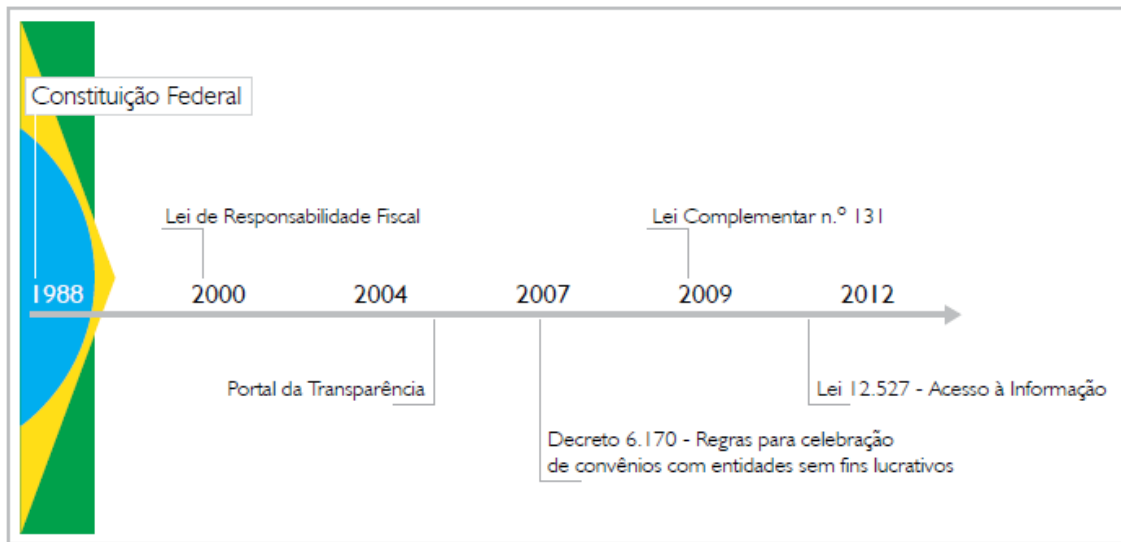 Constituição Federal
Lei de Responsabilidade Fiscal
Lei Complementar n.º 131
1988
2000
2004
2007
2009
2012
Portal da Transparência
Lei 12.527 - Acesso à Informação
Decreto 6.170 - Regras para celebração
de convênios com entidades sem fins lucrativos